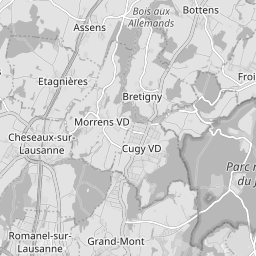 Bois aux
Allemands
Bottens
Assens
Etagnières
Froi
Bretigny
Morrens VD
Cheseaux-sur-
Lausanne
Cugy VD
Parc
Romanel-sur-
Lausanne
Grand-Mont